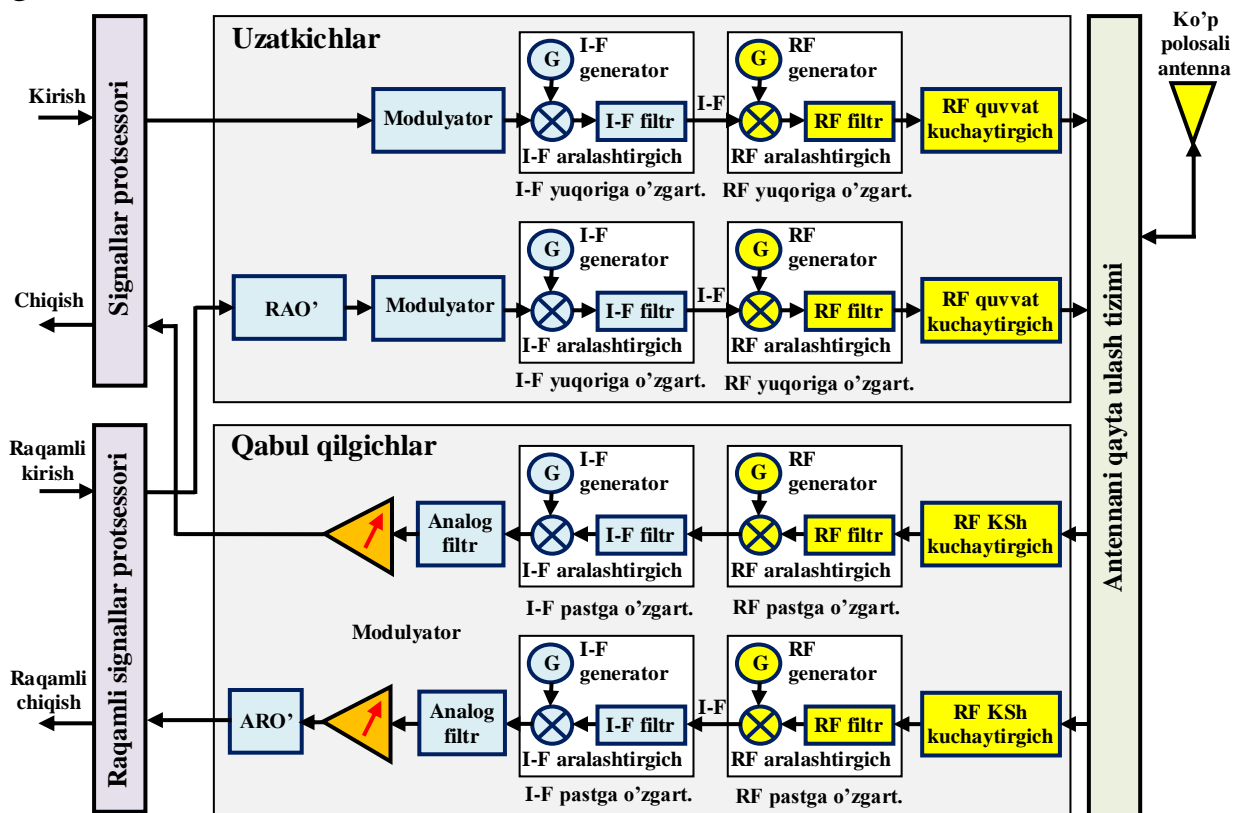 Uzatkichlar
Ko’p
polosali
antenna
Kirish
Chiqish
Signallar protsessori
Modulyator
G
I-F
generator
I-F filtr
I-F aralashtirgich
I-F yuqoriga o’zgart.
I-F
G
RF
generator
RF filtr
RF aralashtirgich
RF yuqoriga o’zgart.
RF quvvat
kuchaytirgich
RAO’
Modulyator
G
I-F
generator
I-F filtr
I-F aralashtirgich
I-F yuqoriga o’zgart.
I-F
G
RF
generator
RF filtr
RF aralashtirgich
RF yuqoriga o’zgart.
RF quvvat
kuchaytirgich
Antennani qayta ulash tizimi
Raqamli
kirish
Raqamli
chiqish
Raqamli signallar protsessori
Qabul qilgichlar
Analog
filtr
G
I-F
generator
I-F filtr
I-F aralashtirgich
I-F pastga o’zgart.
G
RF
generator
RF filtr
RF aralashtirgich
RF pastga o’zgart.
RF KSh
kuchaytirgich
Modulyator
ARO’
Analog
filtr
G
I-F
generator
I-F filtr
I-F aralashtirgich
I-F pastga o’zgart.
I-F
G
RF
generator
RF filtr
RF aralashtirgich
RF pastga o’zgart.
RF KSh
kuchaytirgich